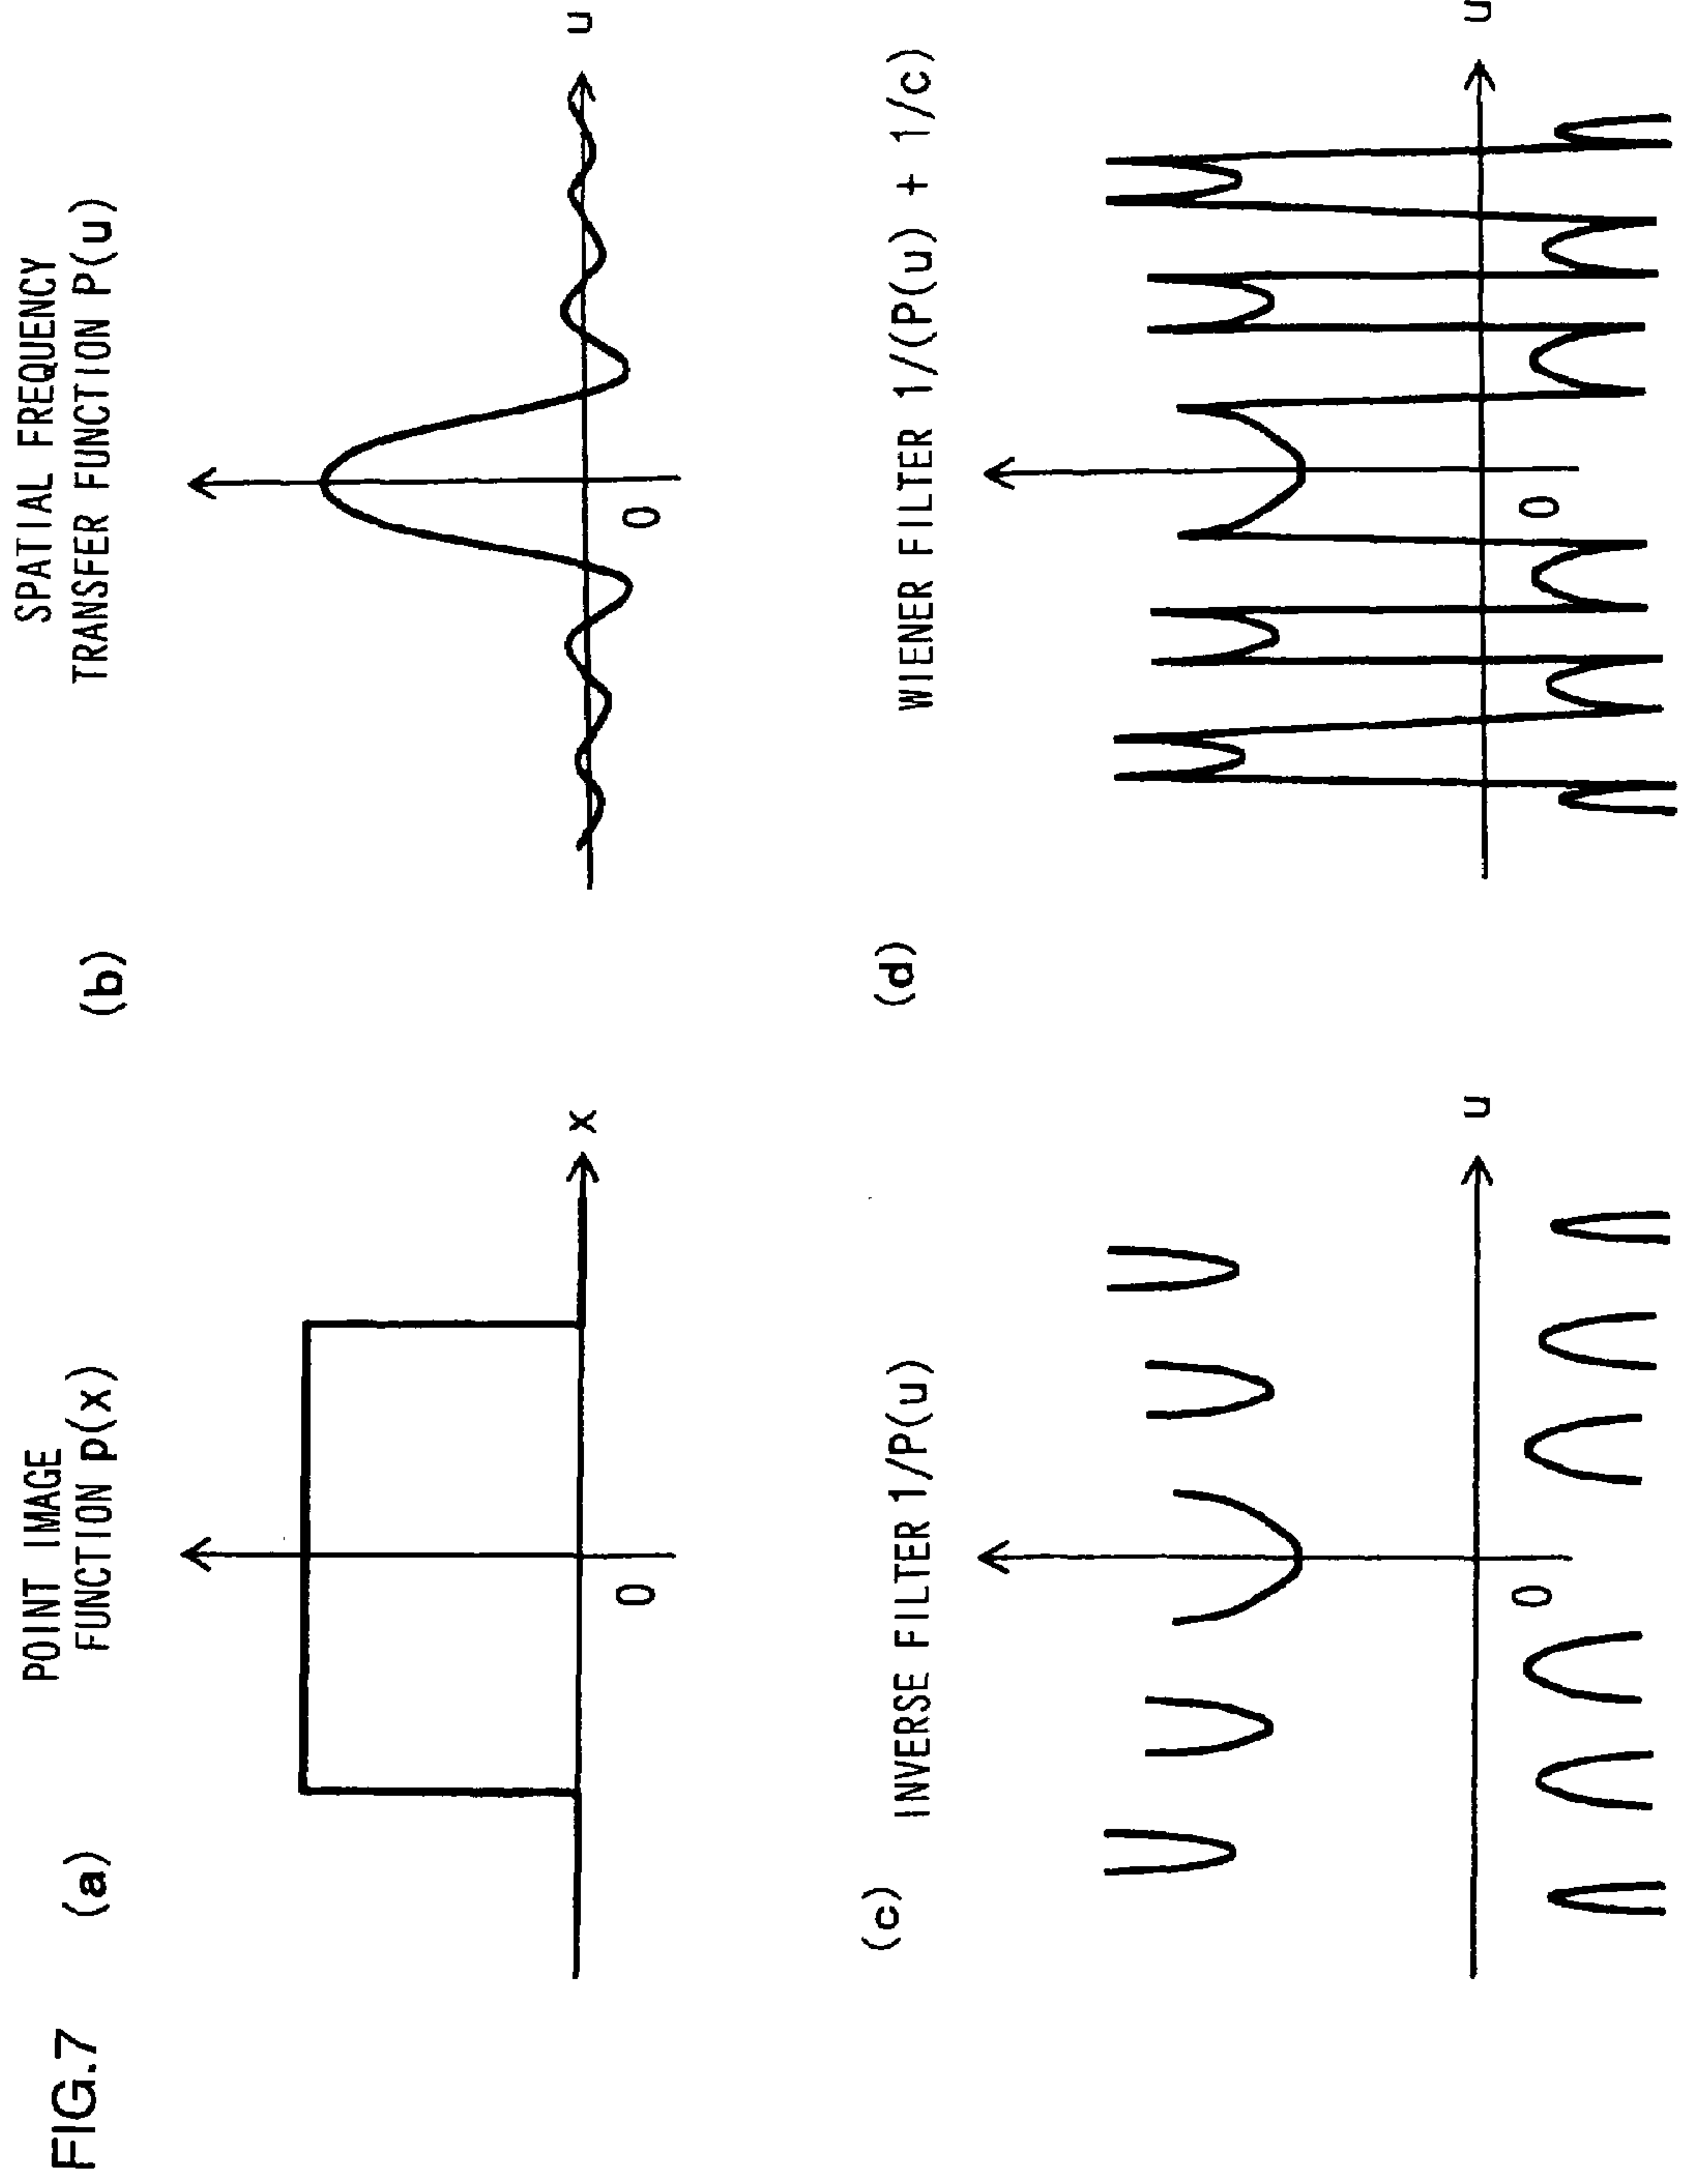 FIG.7
(a)
POINT IMAGE
FUNCTION p(x)
x
0
(b)
SPATIAL FREQUENCY
TRANSFER FUNCTION P(u)
u
0
(c)
INVERSE FILTER 1/P(u)
u
0
(d)
WIENER FILTER 1/(P(u) + 1/c)
u
0